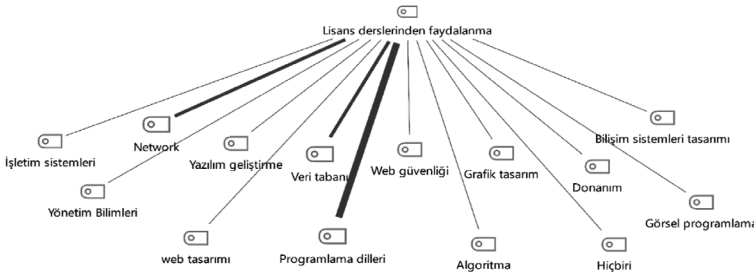 Lisans derslerinden faydalanma
Bilişim sistemleri tasarımı
Network
İşletim sistemleri
Yazılım geliştirme
Veri tabanı
Web güvenliği
Grafik tasarım
Donanım
Yönetim Bilimleri
Görsel programlama
web tasarımı
Programlama dilleri
Algoritma
Hiçbiri